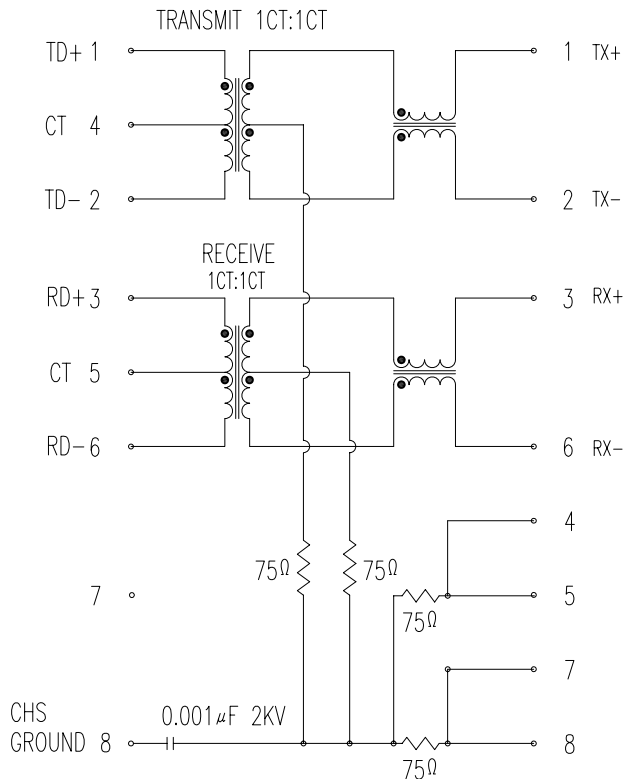 TRANSMIT 1CT:1CT
TD+ 1
1 TX+
CT 4
TD- 2
2 TX-
RECEIVE
1CT:1CT
RD+ 3
3 RX+
CT 5
RD- 6
6 RX-
4
75Ω
75Ω
7
5
75Ω
7
CHS
GROUND 8
0.001μF 2KV
8
75Ω